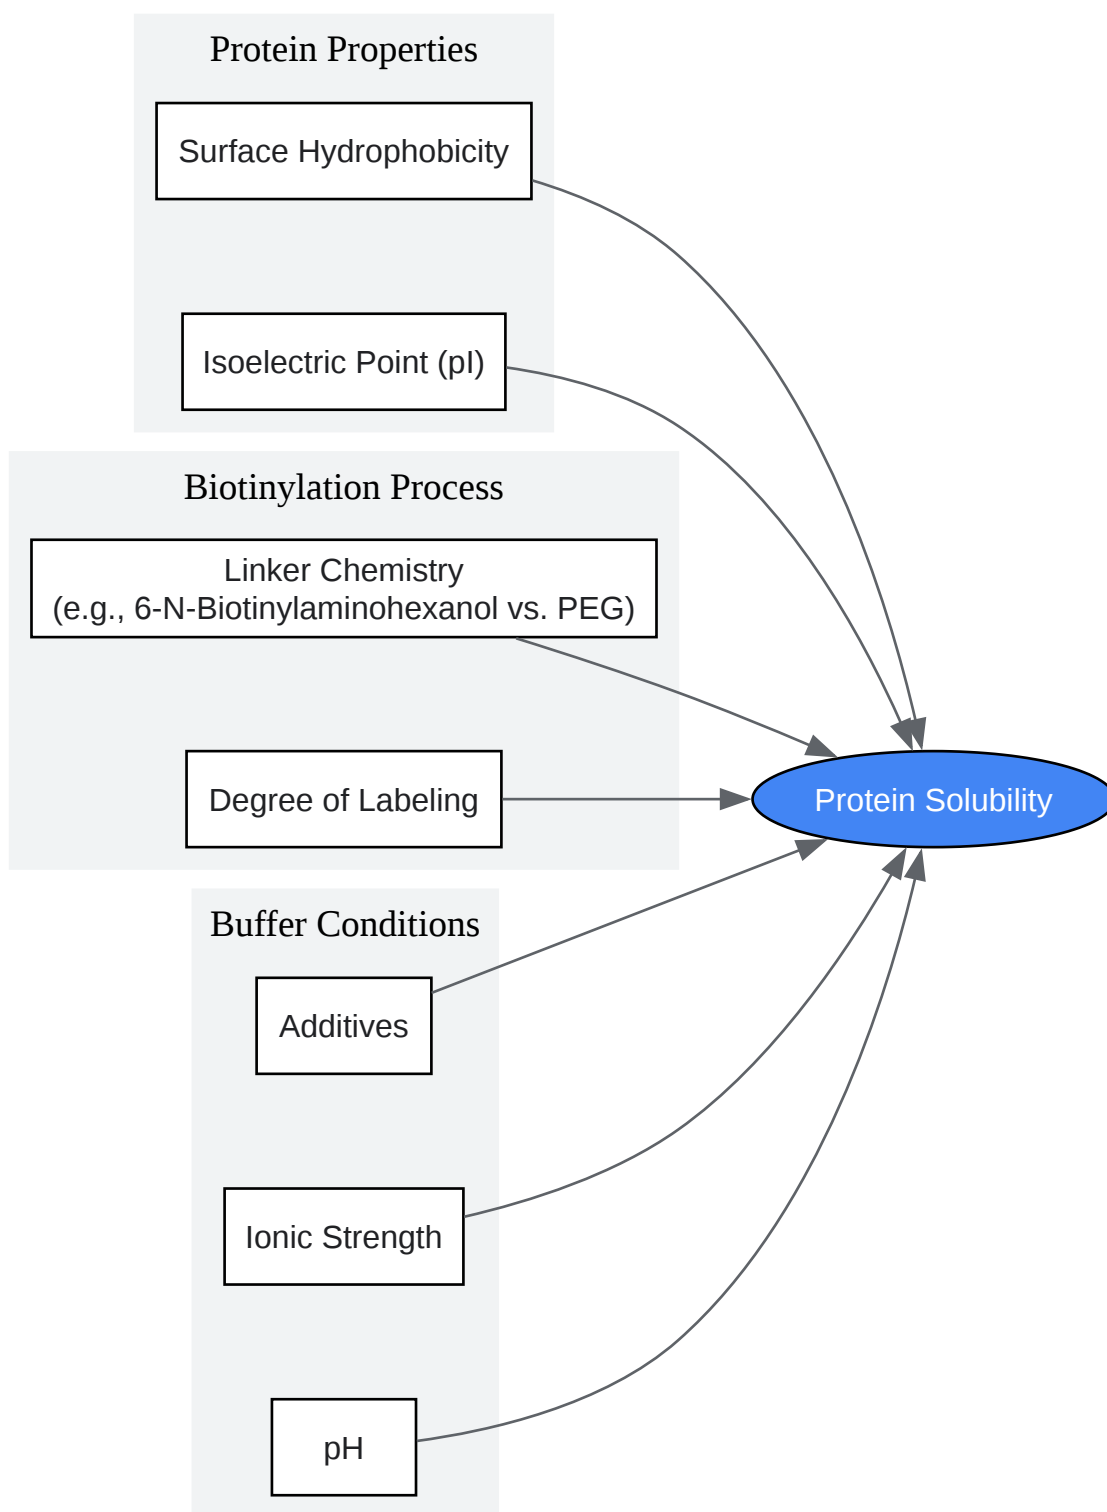 Protein Properties
Surface Hydrophobicity
Isoelectric Point (pI)
Biotinylation Process
Linker Chemistry
(e.g., 6-N-Biotinylaminohexanol vs. PEG)
Degree of Labeling
Protein Solubility
Buffer Conditions
Additives
Ionic Strength
pH